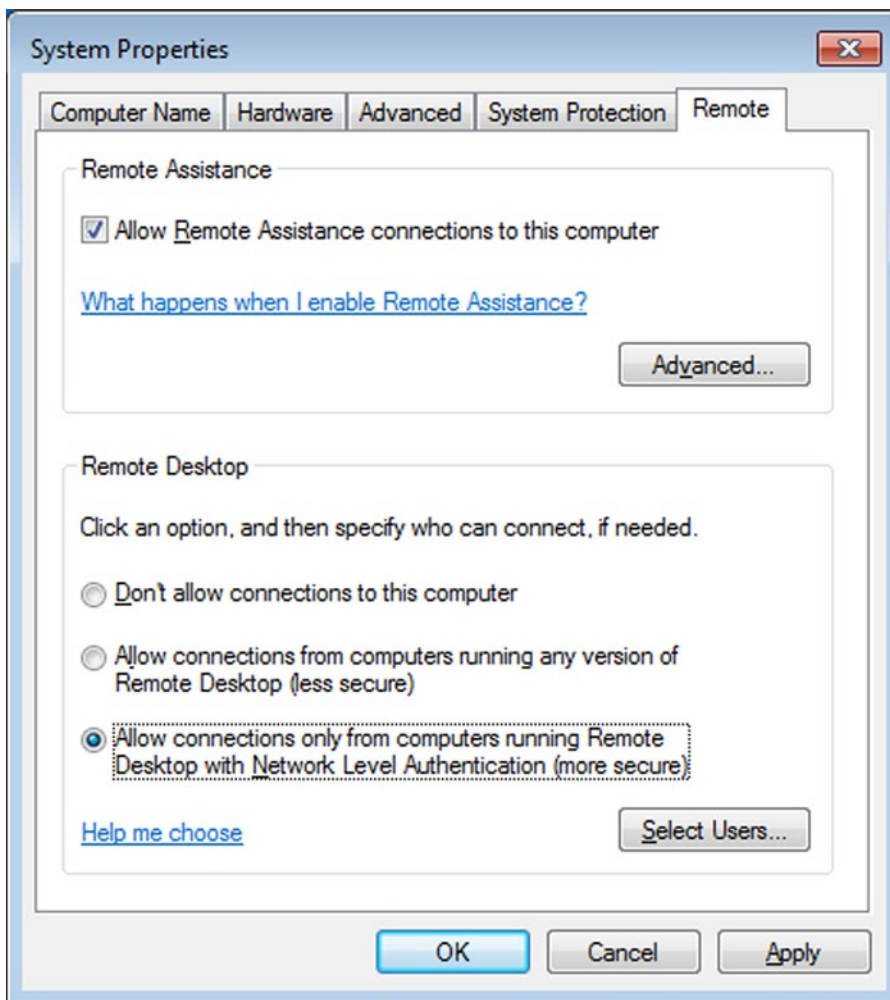 System Properties
Computer Name
Hardware
Advanced
System Protection
Remote
Remote Assistance
Allow Remote Assistance connections to this computer
What happens when I enable Remote Assistance?
Advanced...
Remote Desktop
Click an option, and then specify who can connect, if needed.
Don't allow connections to this computer
Allow connections from computers running any version of
Remote Desktop (less secure)
Allow connections only from computers running Remote
Desktop with Network Level Authentication (more secure)
Help me choose
Select Users...
OK
Cancel
Apply